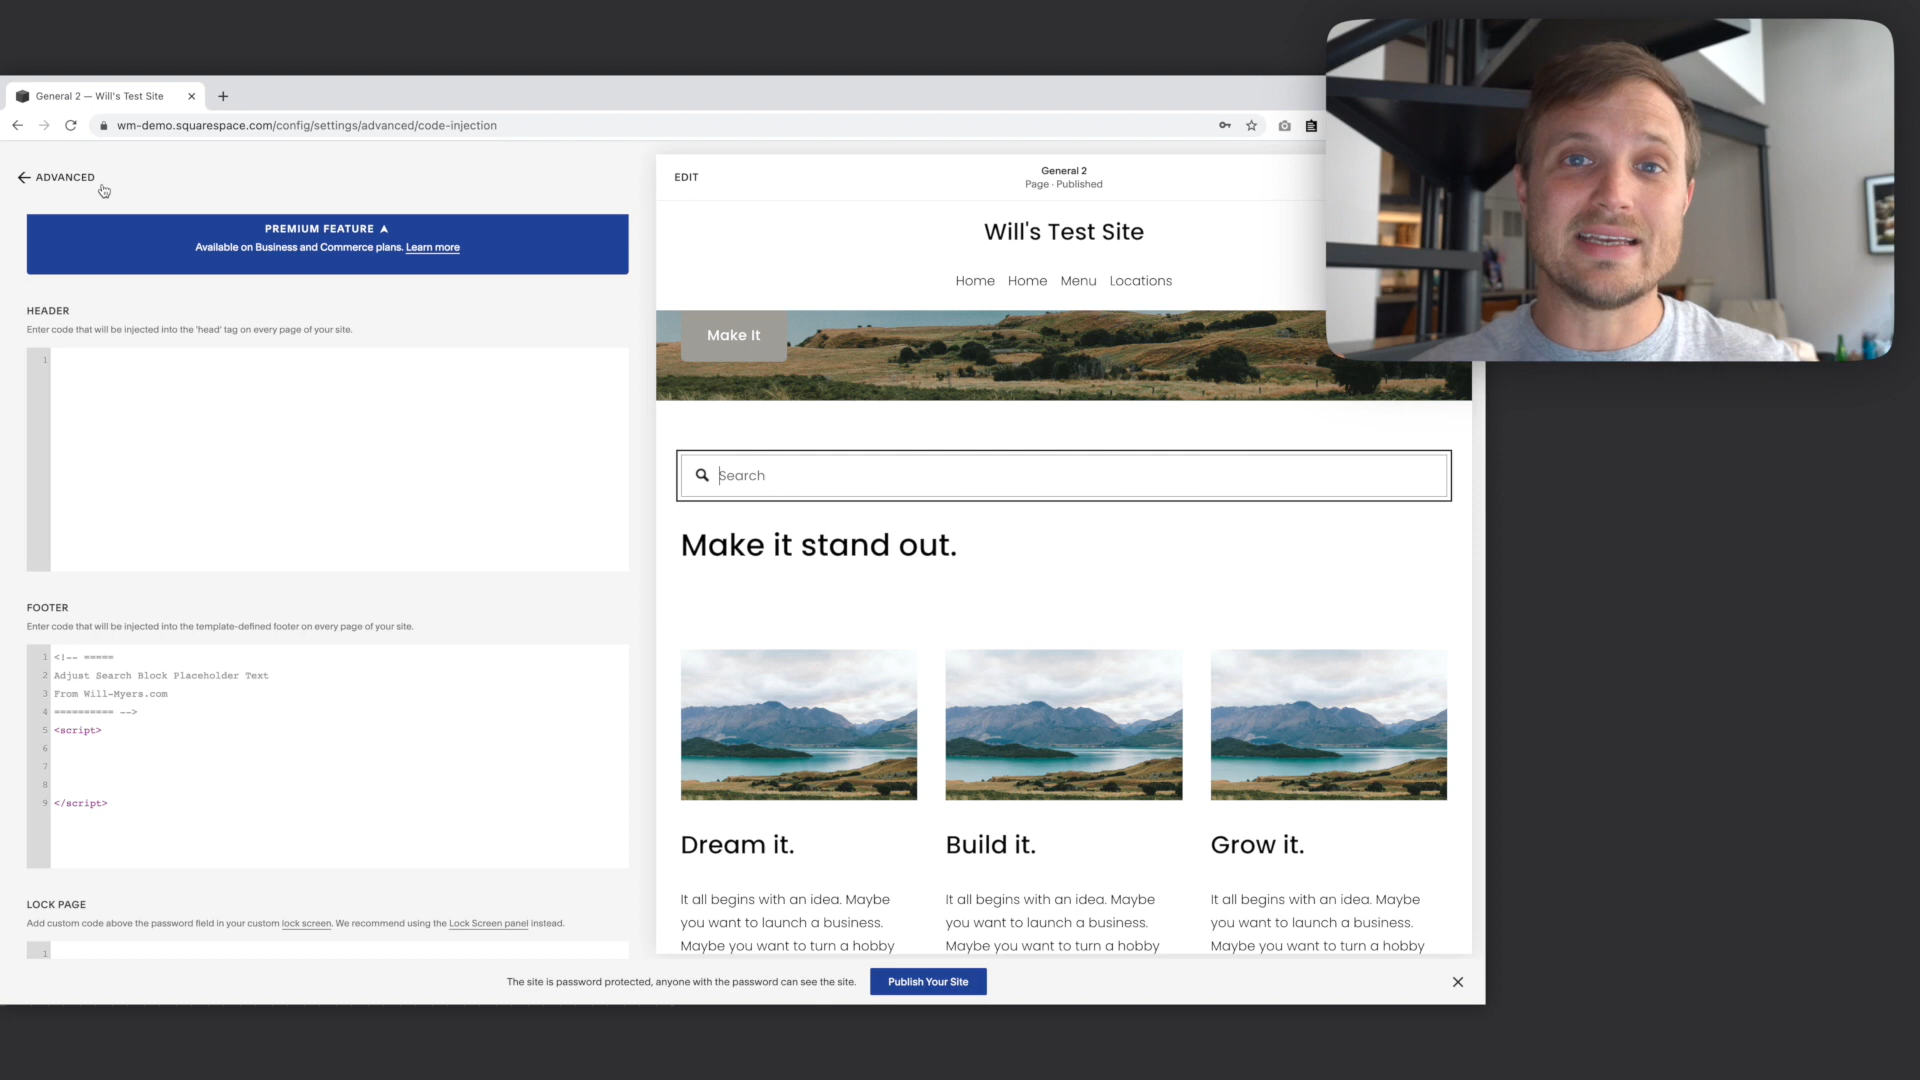 General 2 — Will's Test Site
wm-demo.squarespace.com/config/settings/advanced/code-injection
ADVANCED
PREMIUM FEATURE
Available on Business and Commerce plans. Learn more
HEADER
Enter code that will be injected into the 'head' tag on every page of your site.
1
FOOTER
Enter code that will be injected into the template-defined footer on every page of your site.
1 <!-- =====
2 Adjust Search Block Placeholder Text
3 From Will-Myers.com
4 ========== -->
5 <script>
6
7
8
9 </script>
LOCK PAGE
Add custom code above the password field in your custom lock screen. We recommend using the Lock Screen panel instead.
1
EDIT
General 2
Page · Published
Will's Test Site
Home Home Menu Locations
Make It
Search
Make it stand out.
Dream it.
It all begins with an idea. Maybe
you want to launch a business.
Maybe you want to turn a hobby
Build it.
It all begins with an idea. Maybe
you want to launch a business.
Maybe you want to turn a hobby
Grow it.
It all begins with an idea. Maybe
you want to launch a business.
Maybe you want to turn a hobby
The site is password protected, anyone with the password can see the site.
Publish Your Site